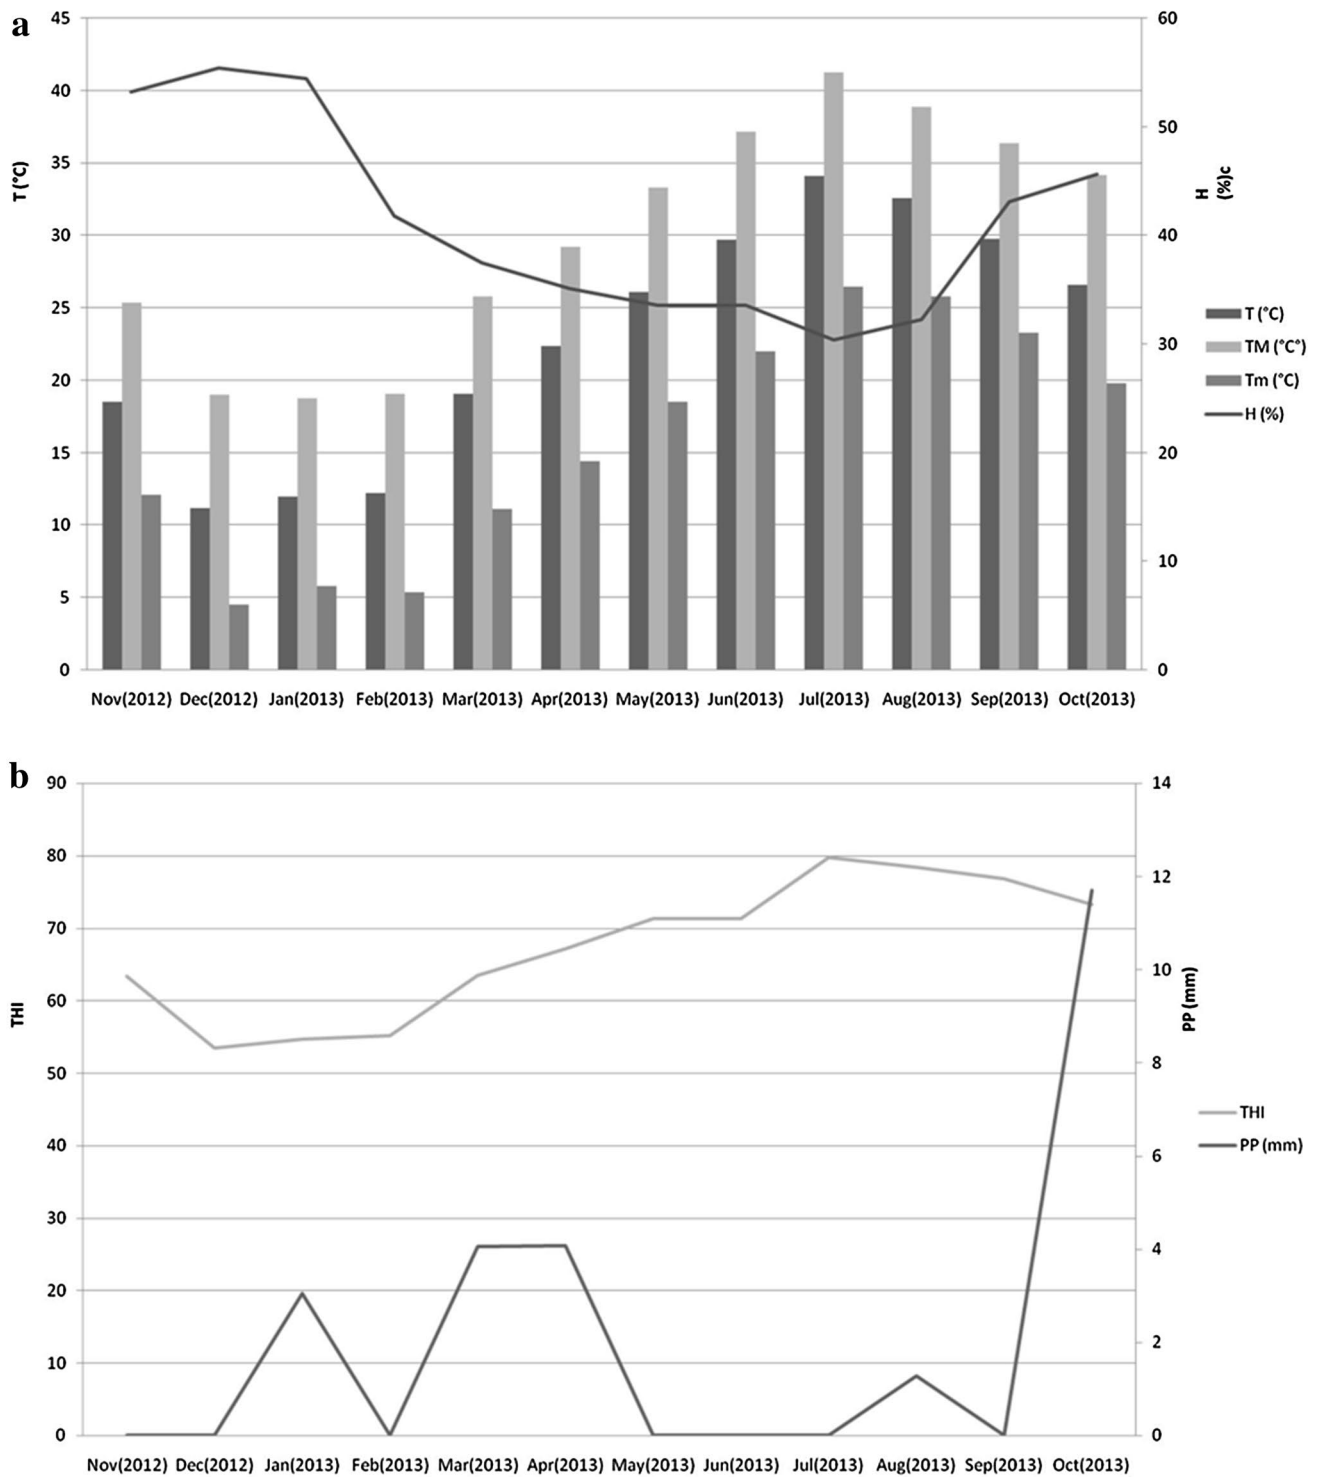 a
45
40
35
30
25
20
15
10
5
0
T (°C)
60
50
40
30
20
10
0
H
(%)c
T (°C)
TM (°C°)
Tm (°C)
H (%)
Nov(2012) Dec(2012) Jan(2013) Feb(2013) Mar(2013) Apr(2013) May(2013) Jun(2013) Jul(2013) Aug(2013) Sep(2013) Oct(2013)
b
90
80
70
60
50
40
30
20
10
0
THI
14
12
10
8
6
4
2
0
PP (mm)
THI
PP (mm)
Nov(2012) Dec(2012) Jan(2013) Feb(2013) Mar(2013) Apr(2013) May(2013) Jun(2013) Jul(2013) Aug(2013) Sep(2013) Oct(2013)